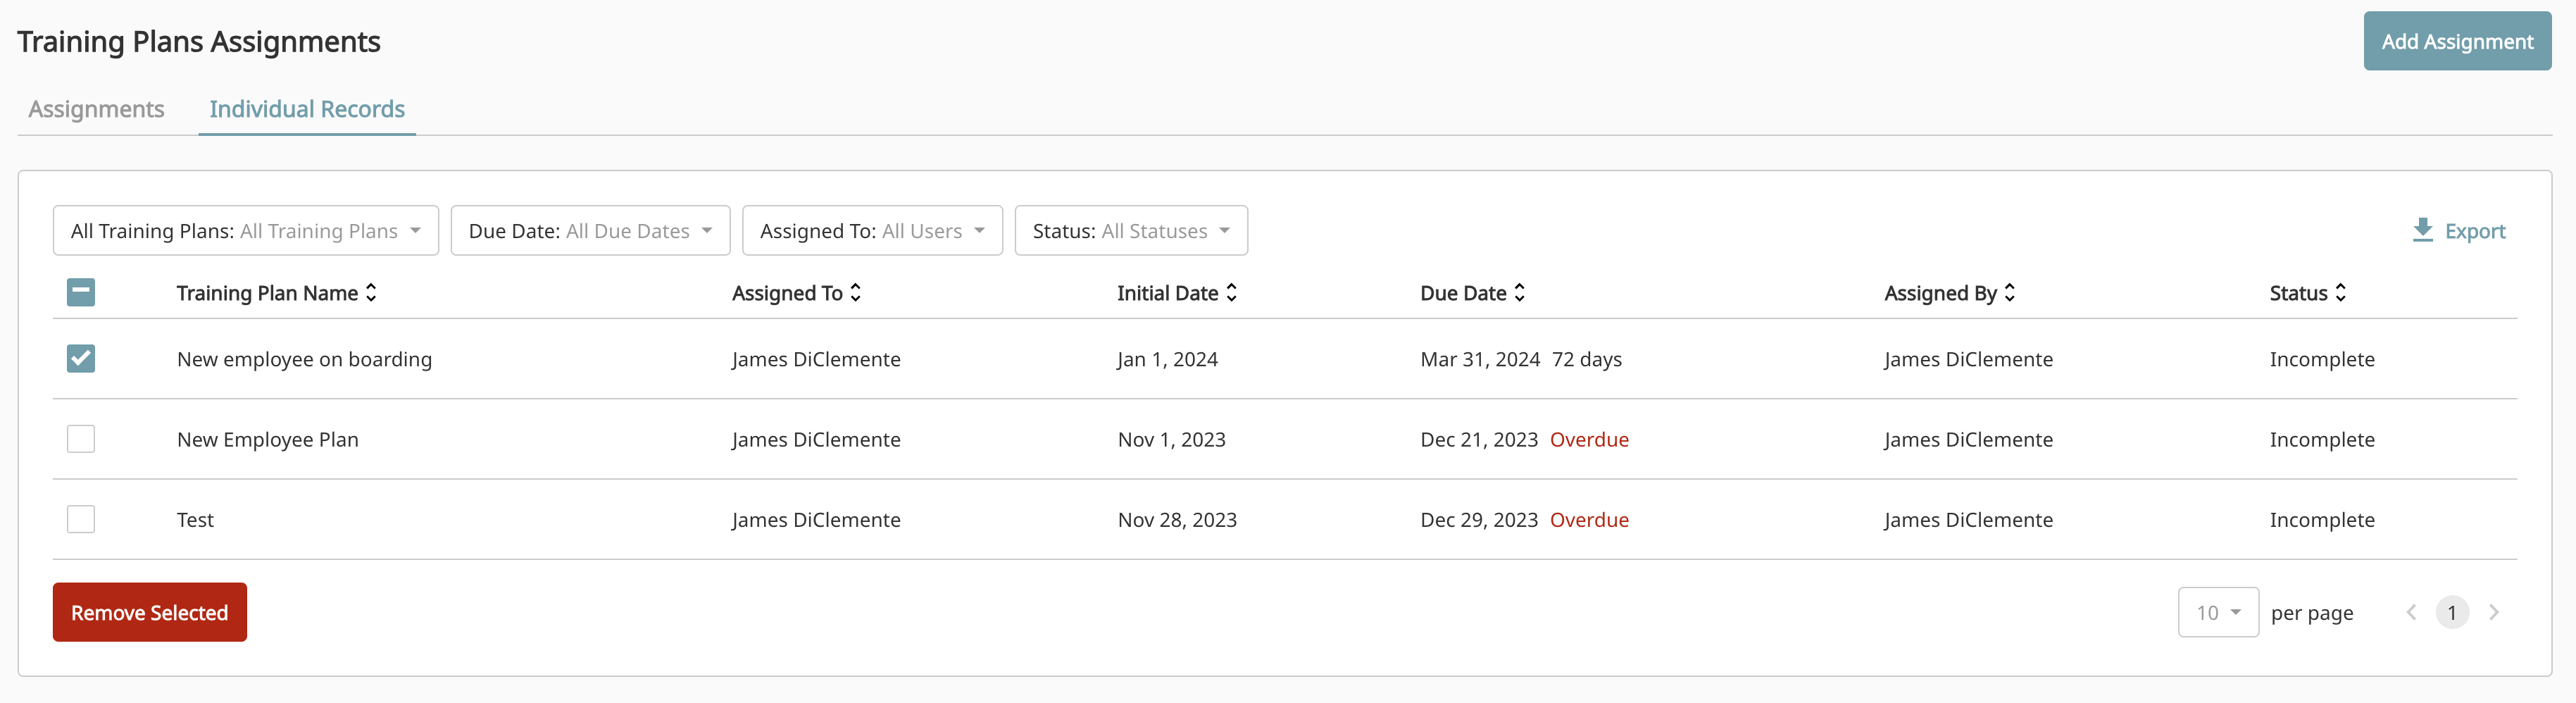 Training Plans Assignments
Add Assignment
Assignments Individual Records
All Training Plans: All Training Plans Due Date: All Due Dates Assigned To: All Users Status: All Statuses Export
Training Plan Name Assigned To Initial Date Due Date Assigned By Status
New employee on boarding James DiClemente Jan 1, 2024 Mar 31, 2024 72 days James DiClemente Incomplete
New Employee Plan James DiClemente Nov 1, 2023 Dec 21, 2023 Overdue James DiClemente Incomplete
Test James DiClemente Nov 28, 2023 Dec 29, 2023 Overdue James DiClemente Incomplete
Remove Selected 10 per page 1